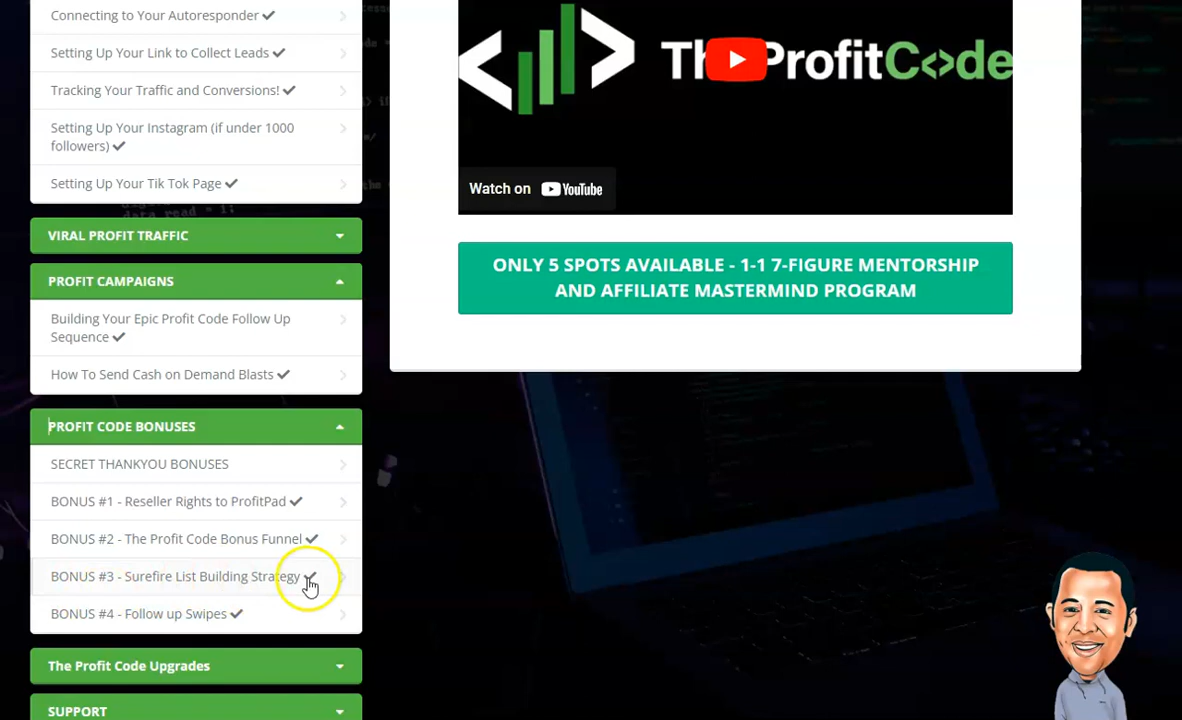 Connecting to Your Autoresponder
Setting Up Your Link to Collect Leads
Tracking Your Traffic and Conversions!
Setting Up Your Instagram (if under 1000
followers)
Setting Up Your Tik Tok Page
VIRAL PROFIT TRAFFIC
PROFIT CAMPAIGNS
Building Your Epic Profit Code Follow Up
Sequence
How To Send Cash on Demand Blasts
PROFIT CODE BONUSES
SECRET THANKYOU BONUSES
BONUS #1 - Reseller Rights to ProfitPad
BONUS #2 - The Profit Code Bonus Funnel
BONUS #3 - Surefire List Building Strategy
BONUS #4 - Follow up Swipes
The Profit Code Upgrades
SUPPORT
ProfitC<>de
Watch on YouTube
ONLY 5 SPOTS AVAILABLE - 1-1 7-FIGURE MENTORSHIP
AND AFFILIATE MASTERMIND PROGRAM